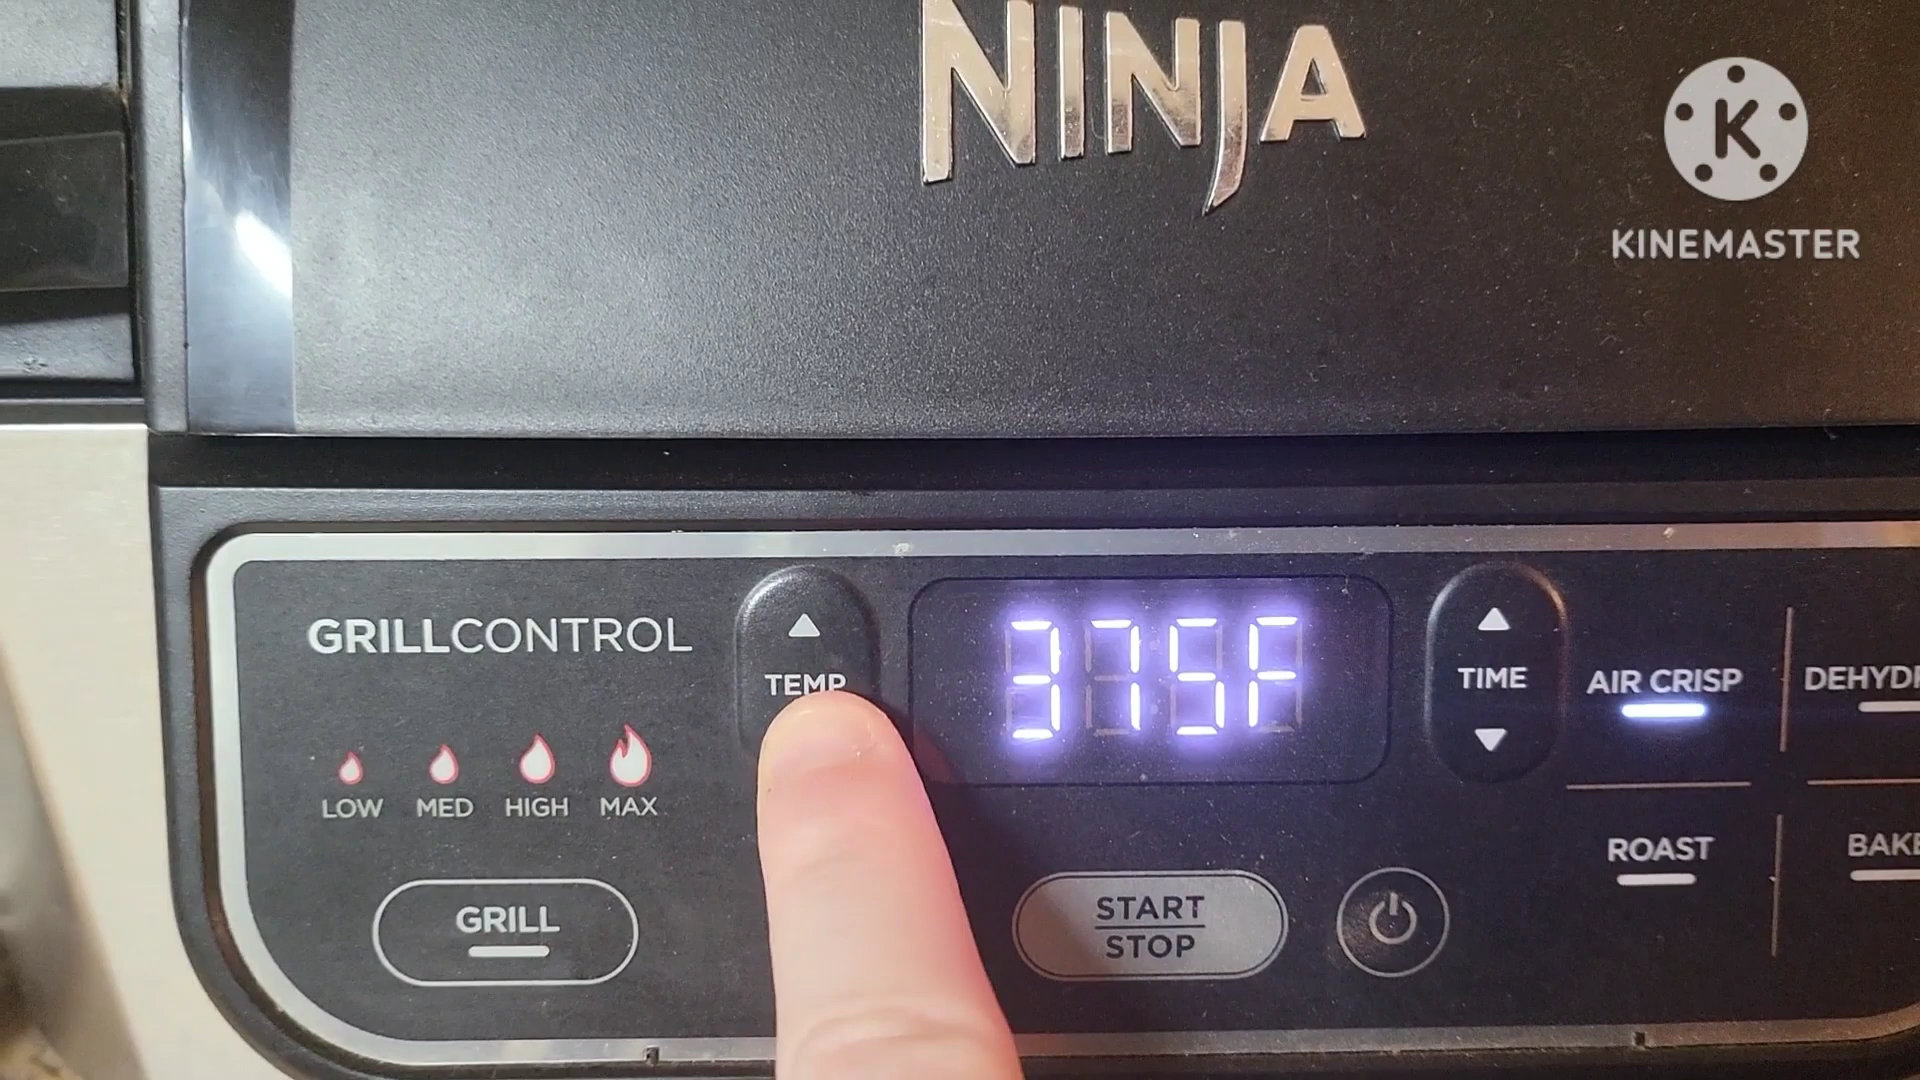 NINJA
K
KINEMASTER
GRILLCONTROL
TEMP
375F
TIME
AIR CRISP
LOW MED HIGH MAX
ROAST
GRILL
START
STOP